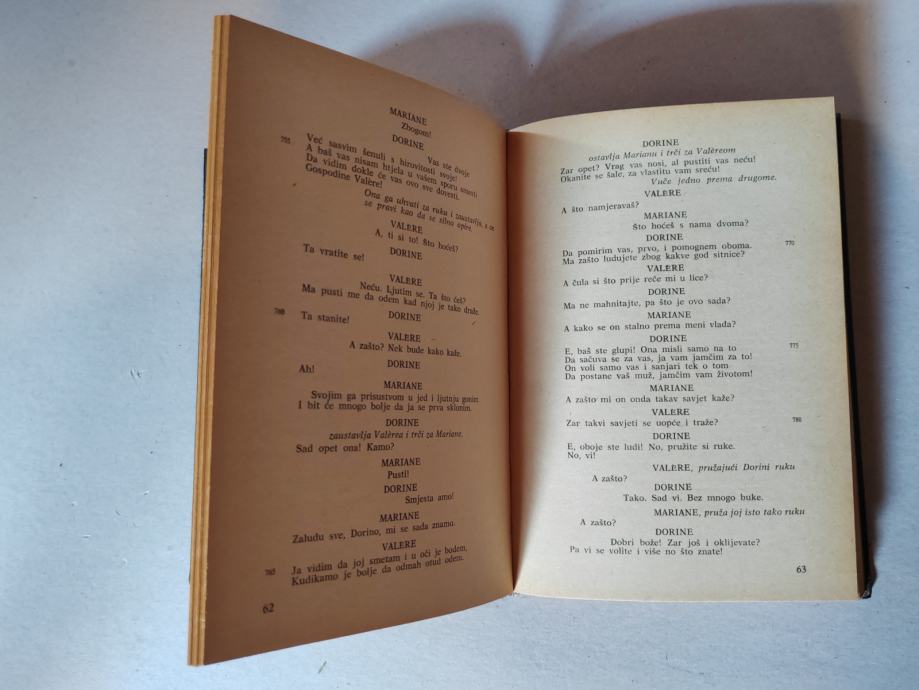 MARIANE
Zbogom!
DORINE
Vas ste dvoje
755 Već sasvim šenuli s hirovitosti svoje!
A baš vas nisam htjela u vašem sporu smesti
Da vidim dokle će vas ovo sve dovesti.
Gospodine Valère!
Ona ga uhvati za ruku i zaustavlja, a on
se pravi kao da se silno opire.
VALÈRE
A, ti si to! Što hoćeš?
DORINE
Ta vratite se!
VALÈRE
Neću. Ljutim se. Ta što ćeš?
Ma pusti me da odem kad njoj je tako draže.
DORINE
760 Ta stanite!
VALÈRE
A zašto? Nek bude kako kaže.
DORINE
Ah!
MARIANE
Svojim ga prisustvom u jed i ljutnju gonim
I bit će mnogo bolje da ja se prva sklonim.
DORINE
zaustavlja Valèrea i trči za Mariane.
Sad opet ona! Kamo?
MARIANE
Pusti!
DORINE
Smjesta amo!
MARIANE
Zaludu sve, Dorino, mi se sada znamo.
VALÈRE
765 Ja vidim da joj smetam i u oči je bodem,
Kudikamo je bolje da odmah otud odem.
62
DORINE
ostavlja Marianu i trči za Valèreom
Zar opet? Vrag vas nosi, al pustiti vas neću!
Okanite se šale, za vlastitu vam sreću!
Vuče jedno prema drugome.
VALÈRE
A što namjeravaš?
MARIANE
Što hoćeš s nama dvoma?
DORINE
Da pomirim vas, prvo, i pomognem oboma. 770
Ma zašto ludujete zbog kakve god sitnice?
VALÈRE
A čula si što prije reče mi u lice?
DORINE
Ma ne mahnitajte, pa što je ovo sada?
MARIANE
A kako se on stalno prema meni vlada?
DORINE
E, baš ste glupi! Ona misli samo na to 775
Da sačuva se za vas, ja vam jamčim za to!
On voli samo vas i sanjari tek o tom
Da postane vaš muž, jamčim vam životom!
MARIANE
A zašto mi on onda takav savjet kaže?
VALÈRE
Zar takvi savjeti se uopće i traže? 780
DORINE
E, oboje ste ludi! No, pružite si ruke.
No, vi!
VALÈRE, pružajući Dorini ruku
A zašto?
DORINE
Tako. Sad vi. Bez mnogo buke.
MARIANE, pruža joj isto tako ruku
A zašto?
DORINE
Dobri bože! Zar još i oklijevate?
Pa vi se volite i više no što znate!
63